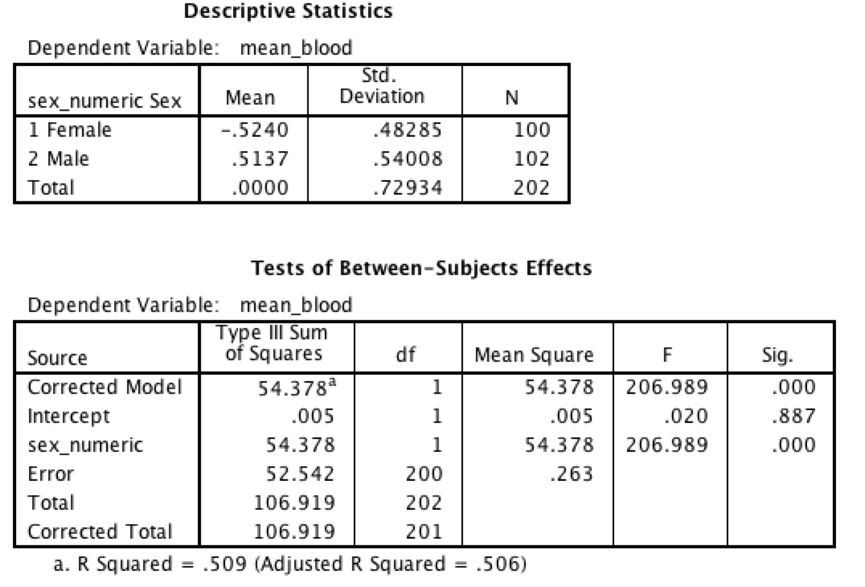 Descriptive Statistics
Dependent Variable: mean_blood
sex_numeric Sex Mean Std. Deviation N
1 Female -.5240 .48285 100
2 Male .5137 .54008 102
Total .0000 .72934 202
Tests of Between-Subjects Effects
Dependent Variable: mean_blood
Source Type III Sum of Squares df Mean Square F Sig.
Corrected Model 54.378a 1 54.378 206.989 .000
Intercept .005 1 .005 .020 .887
sex_numeric 54.378 1 54.378 206.989 .000
Error 52.542 200 .263
Total 106.919 202
Corrected Total 106.919 201
a. R Squared = .509 (Adjusted R Squared = .506)